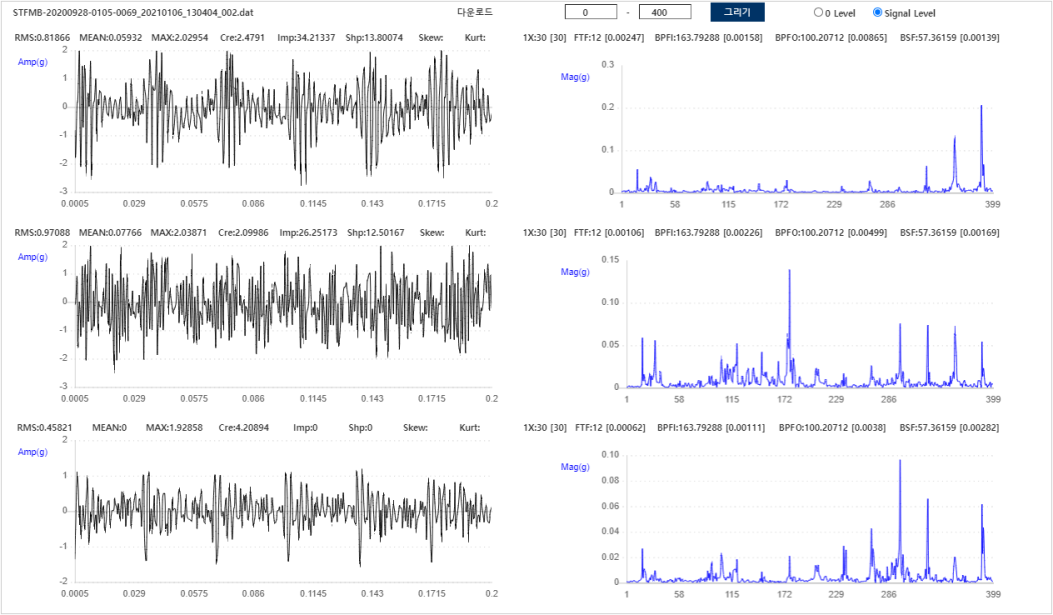 STFMB-20200928-0105-0069_20210106_130404_002.dat 다운로드 0 - 400 그리기 0 Level Signal Level
RMS:0.81866 MEAN:0.05932 MAX:2.02954 Cre:2.4791 Imp:34.21337 Shp:13.80074 Skew: Kurt:
Amp(g)
2
1
0
-1
-2
-3
0.0005 0.029 0.0575 0.086 0.1145 0.143 0.1715 0.2
1X:30 [30] FTF:12 [0.00247] BPFI:163.79288 [0.00158] BPFO:100.20712 [0.00865] BSF:57.36159 [0.00139]
Mag(g)
0.3
0.2
0.1
0
1 58 115 172 229 286 399
RMS:0.97088 MEAN:0.07766 MAX:2.03871 Cre:2.09986 Imp:26.25173 Shp:12.50167 Skew: Kurt:
Amp(g)
2
1
0
-1
-2
-3
0.0005 0.029 0.0575 0.086 0.1145 0.143 0.1715 0.2
1X:30 [30] FTF:12 [0.00106] BPFI:163.79288 [0.00226] BPFO:100.20712 [0.00499] BSF:57.36159 [0.00169]
Mag(g)
0.15
0.10
0.05
0
1 58 115 172 229 286 399
RMS:0.45821 MEAN:0 MAX:1.92858 Cre:4.20894 Imp:0 Shp:0 Skew: Kurt:
Amp(g)
2
1
0
-1
-2
0.0005 0.029 0.0575 0.086 0.1145 0.143 0.1715 0.2
1X:30 [30] FTF:12 [0.00062] BPFI:163.79288 [0.00111] BPFO:100.20712 [0.0038] BSF:57.36159 [0.00282]
Mag(g)
0.10
0.08
0.06
0.04
0.02
0
1 58 115 172 229 286 399